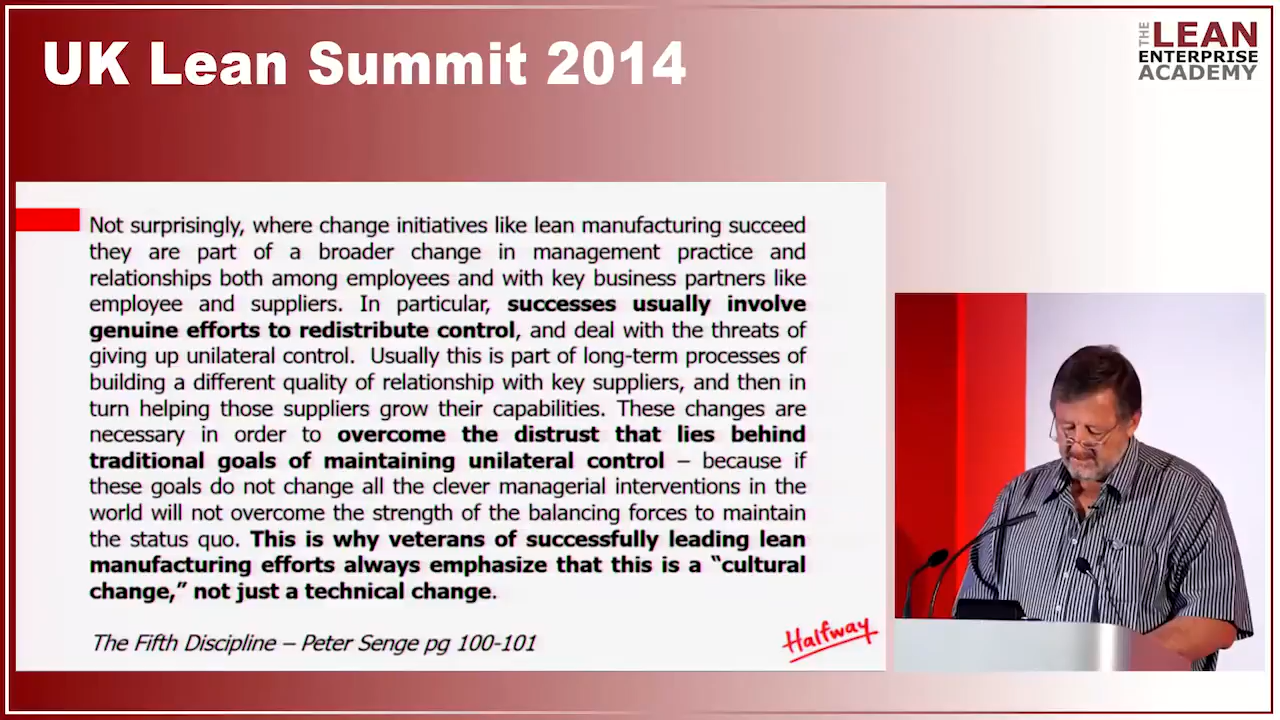 UK Lean Summit 2014
THE LEAN
ENTERPRISE
ACADEMY
Not surprisingly, where change initiatives like lean manufacturing succeed
they are part of a broader change in management practice and
relationships both among employees and with key business partners like
employee and suppliers. In particular, successes usually involve
genuine efforts to redistribute control, and deal with the threats of
giving up unilateral control. Usually this is part of long-term processes of
building a different quality of relationship with key suppliers, and then in
turn helping those suppliers grow their capabilities. These changes are
necessary in order to overcome the distrust that lies behind
traditional goals of maintaining unilateral control – because if
these goals do not change all the clever managerial interventions in the
world will not overcome the strength of the balancing forces to maintain
the status quo. This is why veterans of successfully leading lean
manufacturing efforts always emphasize that this is a “cultural
change,” not just a technical change.
The Fifth Discipline – Peter Senge pg 100-101
Halfway